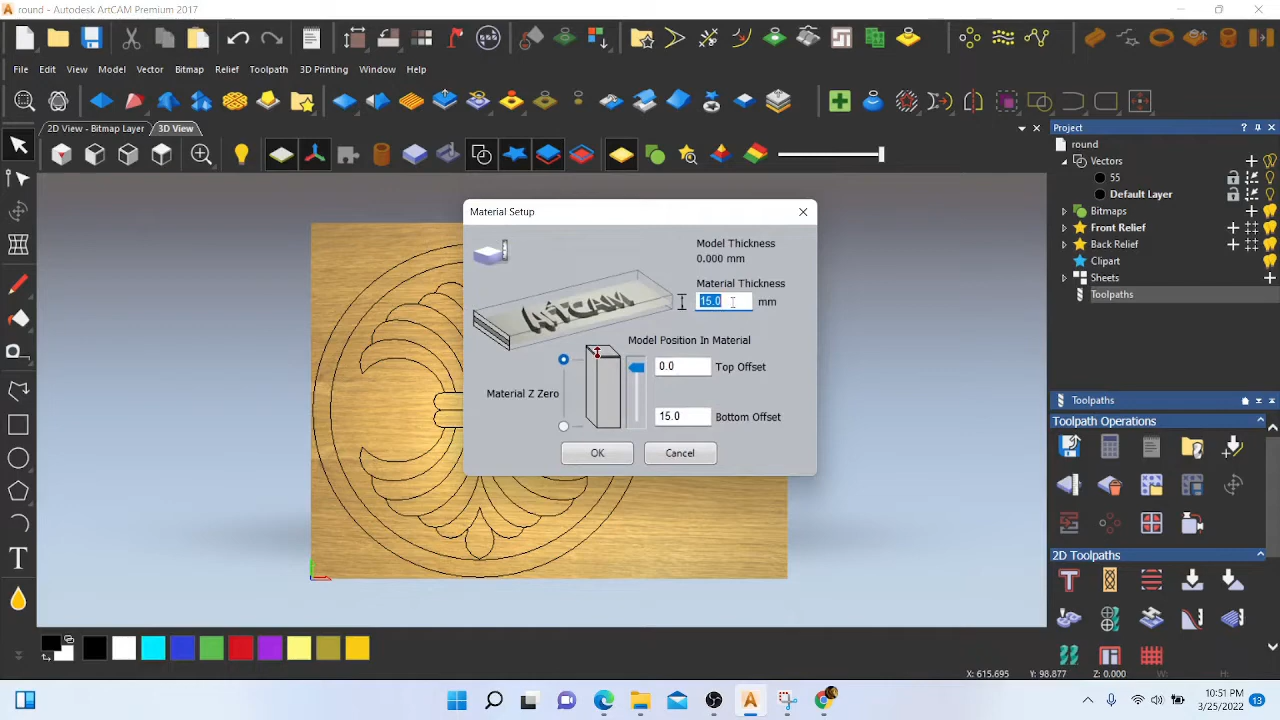 round - Autodesk ArtCAM Premium 2017
File Edit View Model Vector Bitmap Relief Toolpath 3D Printing Window Help
2D View - Bitmap Layer 3D View
Project
round
Vectors
55
Default Layer
Bitmaps
Front Relief
Back Relief
Clipart
Sheets
Toolpaths
Material Setup
Model Thickness
0.000 mm
Material Thickness
15.0 mm
ArtCAM
Model Position In Material
0.0 Top Offset
Material Z Zero
15.0 Bottom Offset
OK Cancel
Toolpaths
Toolpath Operations
2D Toolpaths
X: 615.695 Y: 98.877 Z: 0.000 W: H:
10:51 PM
3/25/2022
13